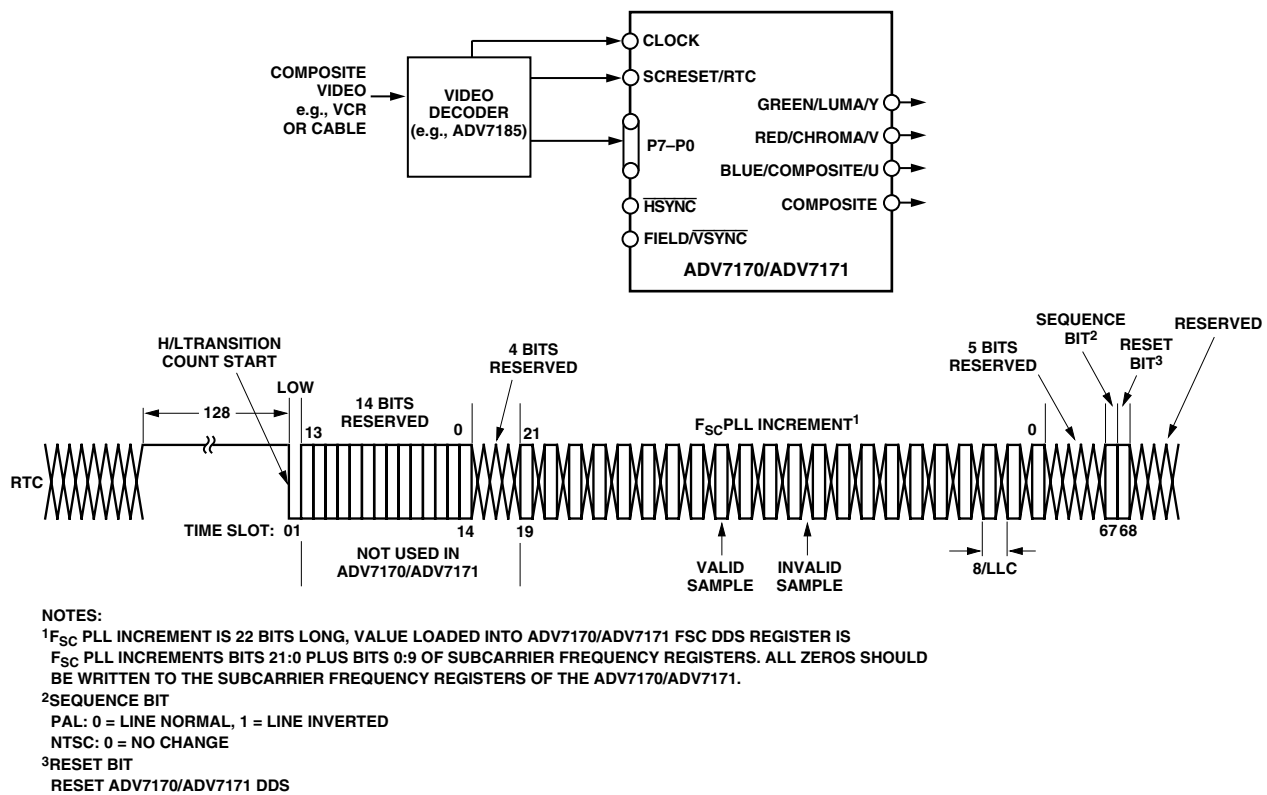 CLOCK
COMPOSITE
VIDEO
e.g., VCR
OR CABLE
VIDEO
DECODER
(e.g., ADV7185)
SCRESET/RTC
P7–P0
HSYNC
FIELD/VSYNC
GREEN/LUMA/Y
RED/CHROMA/V
BLUE/COMPOSITE/U
COMPOSITE
ADV7170/ADV7171
H/LTRANSITION
COUNT START
LOW
128
13
14 BITS
RESERVED
0
4 BITS
RESERVED
21
FSCPLL INCREMENT1
0
5 BITS
RESERVED
SEQUENCE
BIT2
RESET
BIT3
RESERVED
RTC
TIME SLOT:
01
14
19
67
68
NOT USED IN
ADV7170/ADV7171
VALID
SAMPLE
INVALID
SAMPLE
8/LLC
NOTES:
1FSC PLL INCREMENT IS 22 BITS LONG, VALUE LOADED INTO ADV7170/ADV7171 FSC DDS REGISTER IS
FSC PLL INCREMENTS BITS 21:0 PLUS BITS 0:9 OF SUBCARRIER FREQUENCY REGISTERS. ALL ZEROS SHOULD
BE WRITTEN TO THE SUBCARRIER FREQUENCY REGISTERS OF THE ADV7170/ADV7171.
2SEQUENCE BIT
PAL: 0 = LINE NORMAL, 1 = LINE INVERTED
NTSC: 0 = NO CHANGE
3RESET BIT
RESET ADV7170/ADV7171 DDS